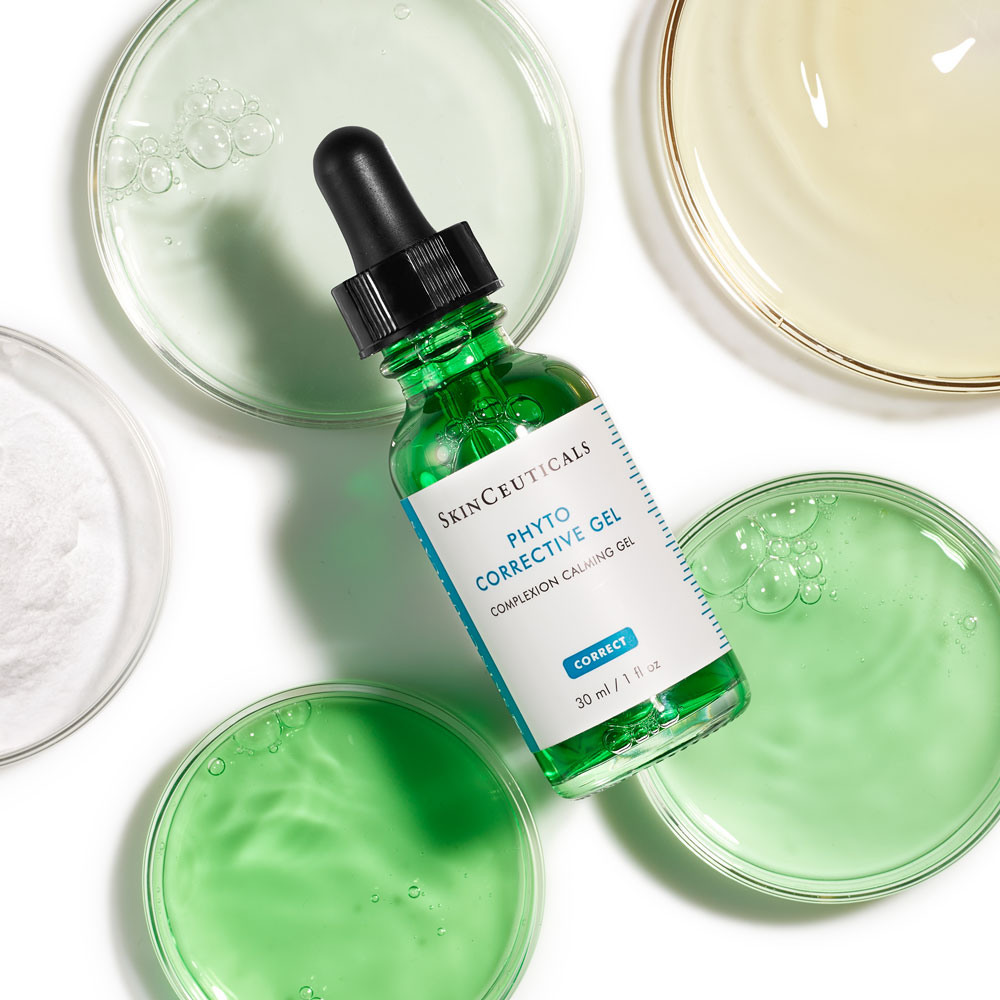 SKINCEUTICALS
PHYTO
CORRECTIVE GEL
COMPLEXION CALMING GEL
CORRECT
30 ml / 1 fl oz